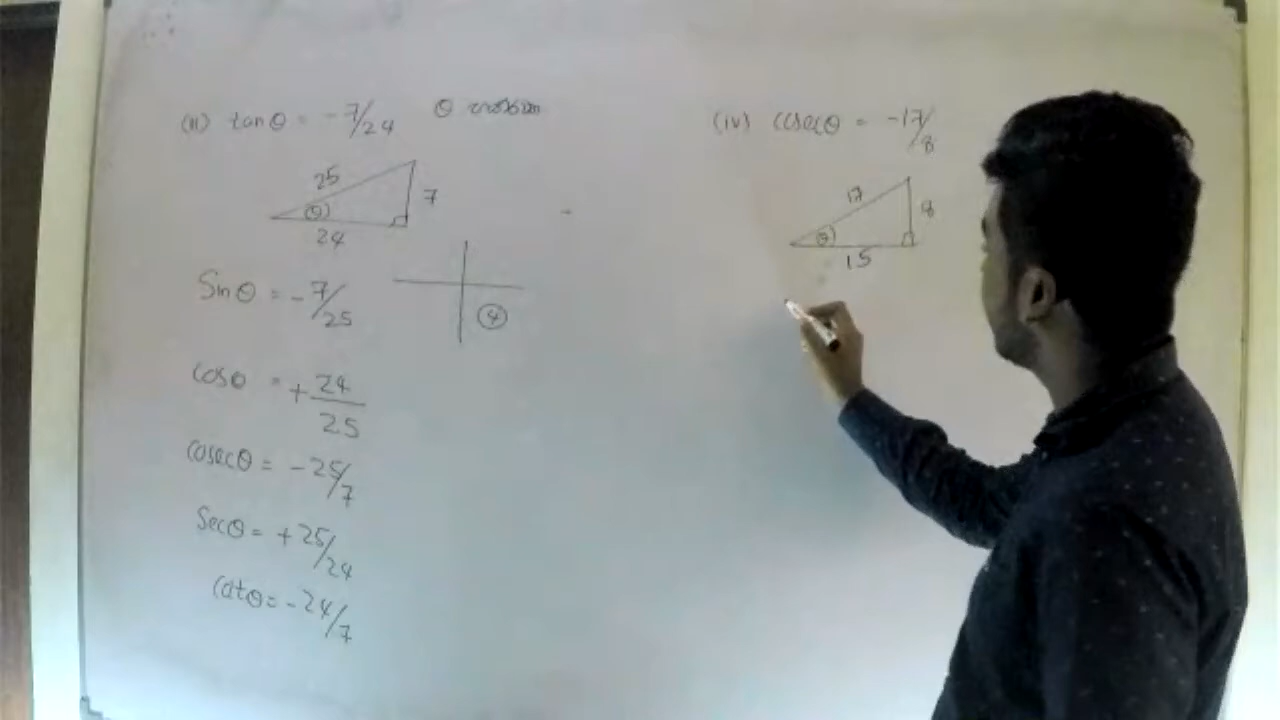 (III) tanθ = -7/24
25
7
θ
24
4
Sinθ = -7/25
cosθ = +24/25
cosecθ = -25/7
Secθ = +25/24
Cotθ = -24/7
(IV) cosecθ = -17/8
17
8
θ
15